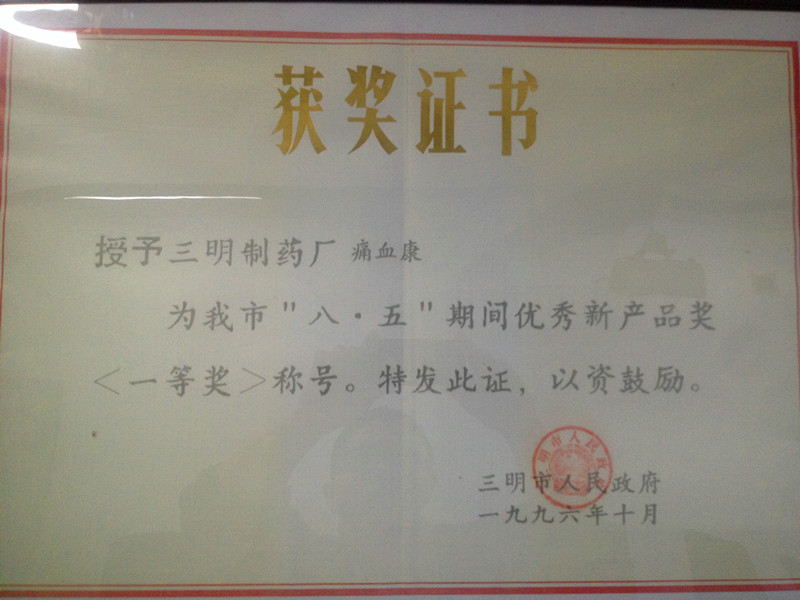 获奖证书
授予三明制药厂 痛血康
为我市"八·五"期间优秀新产品奖
<一等奖>称号。特发此证，以资鼓励。
三明市人民政府
一九九六年十月